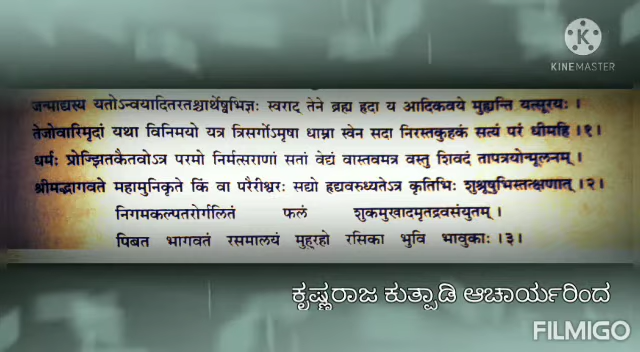 KINEMASTER
जन्माद्यस्य यतोऽन्वयादितरतश्चार्थेष्वभिज्ञः स्वराट् तेने ब्रह्म हृदा य आदिकवये मुह्यन्ति यत्सूरयः ।
तेजोवारिमृदां यथा विनिमयो यत्र त्रिसर्गोऽमृषा धाम्ना स्वेन सदा निरस्तकुहकं सत्यं परं धीमहि ।१।
धर्मः प्रोज्झितकैतवोऽत्र परमो निर्मत्सराणां सतां वेद्यं वास्तवमत्र वस्तु शिवदं तापत्रयोन्मूलनम् ।
श्रीमद्भागवते महामुनिकृते किं वा परैरीश्वरः सद्यो हृद्यवरुध्यतेऽत्र कृतिभिः शुश्रूषुभिस्तत्क्षणात् ।२।
निगमकल्पतरोर्गलितं फलं शुकमुखादमृतद्रवसंयुतम् ।
पिबत भागवतं रसमालयं मुहुरहो रसिका भुवि भावुकाः ।३।
ಕೃಷ್ಣರಾಜ ಕುತ್ಪಾಡಿ ಆಚಾರ್ಯರಿಂದ
FILMIGO